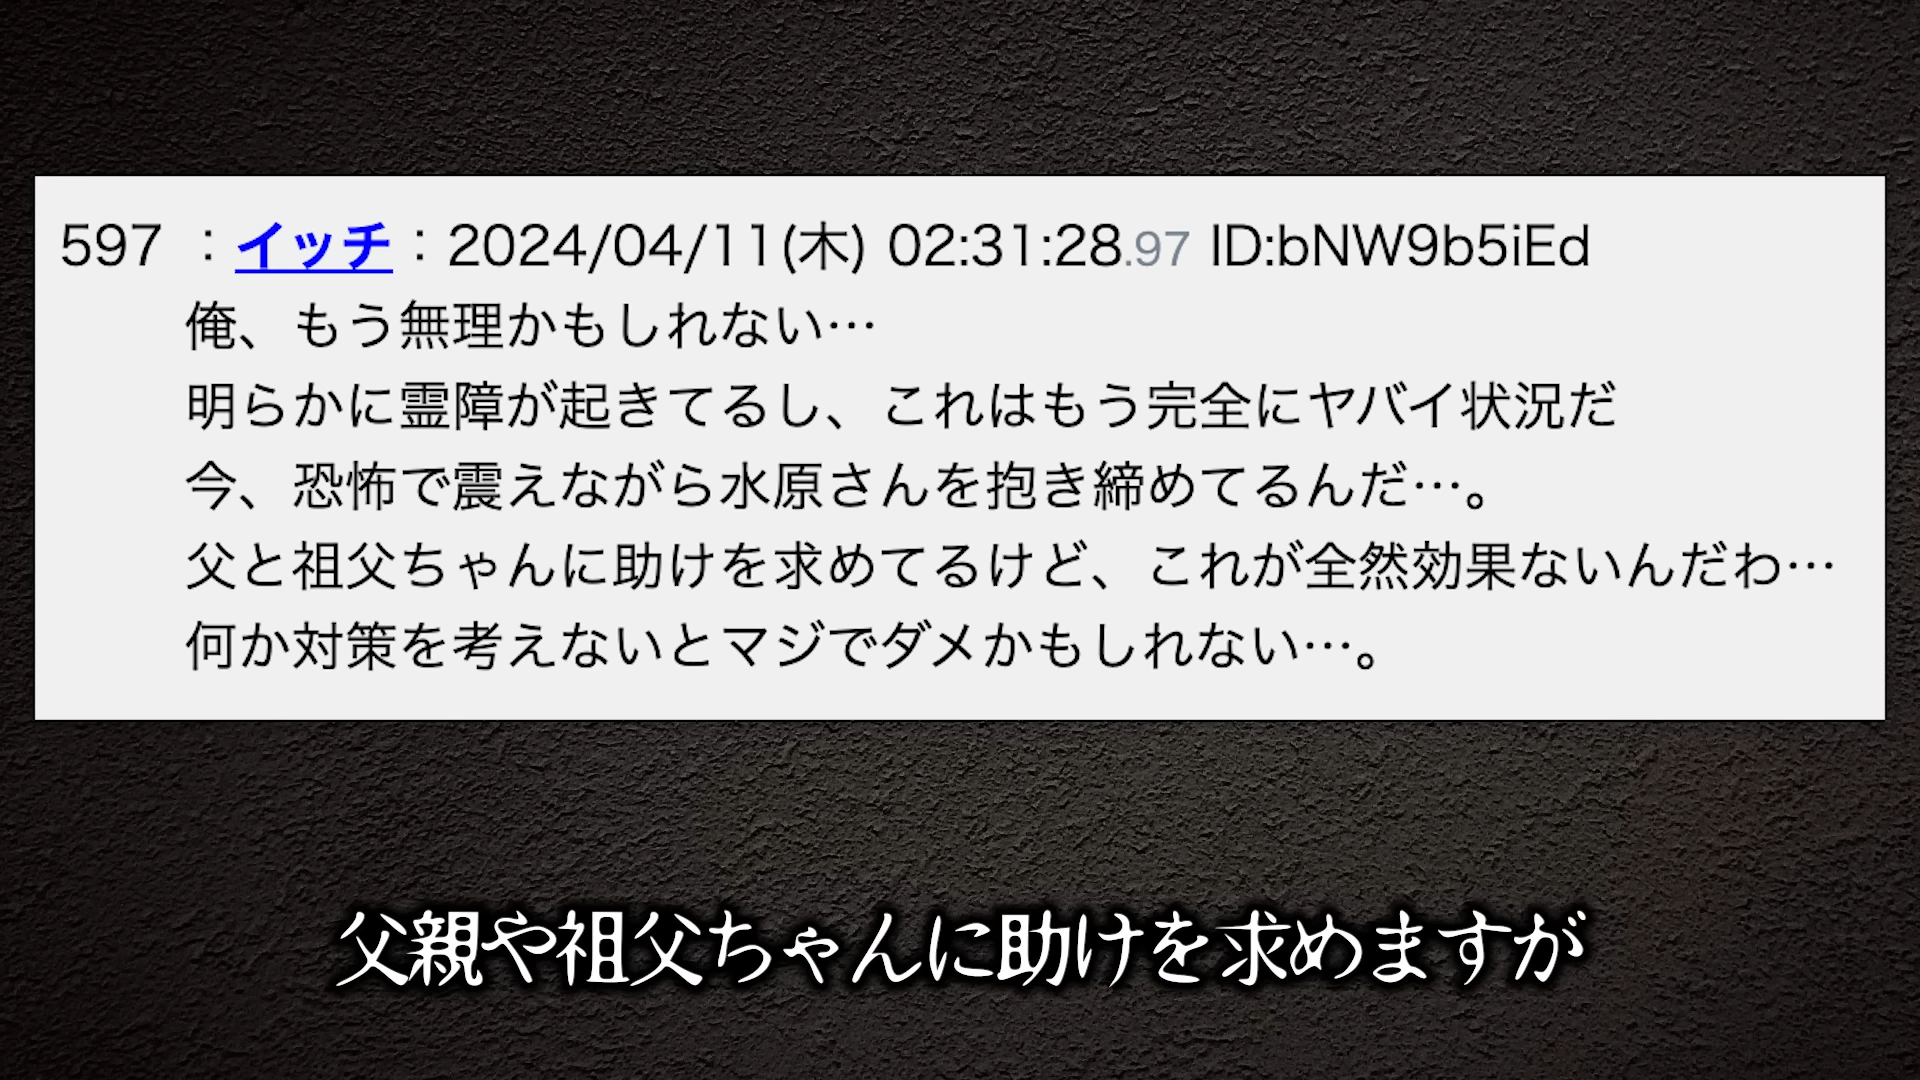 597 ：イッチ：2024/04/11(木) 02:31:28.97 ID:bNW9b5iEd
俺、もう無理かもしれない…
明らかに霊障が起きてるし、これはもう完全にヤバイ状況だ
今、恐怖で震えながら水原さんを抱き締めてるんだ…。
父と祖父ちゃんに助けを求めてるけど、これが全然効果ないんだわ…
何か対策を考えないとマジでダメかもしれない…。
父親や祖父ちゃんに助けを求めますが